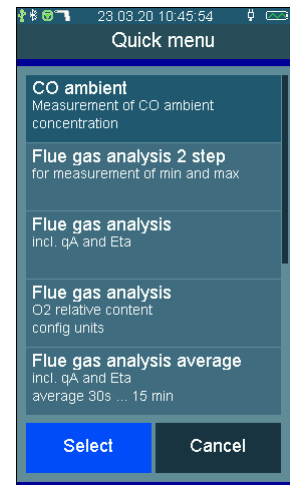 23.03.20 10:45:54
Quick menu
CO ambient
Measurement of CO ambient
concentration
Flue gas analysis 2 step
for measurement of min and max
Flue gas analysis
incl. qA and Eta
Flue gas analysis
O2 relative content
config units
Flue gas analysis average
incl. qA and Eta
average 30s ... 15 min
Select
Cancel